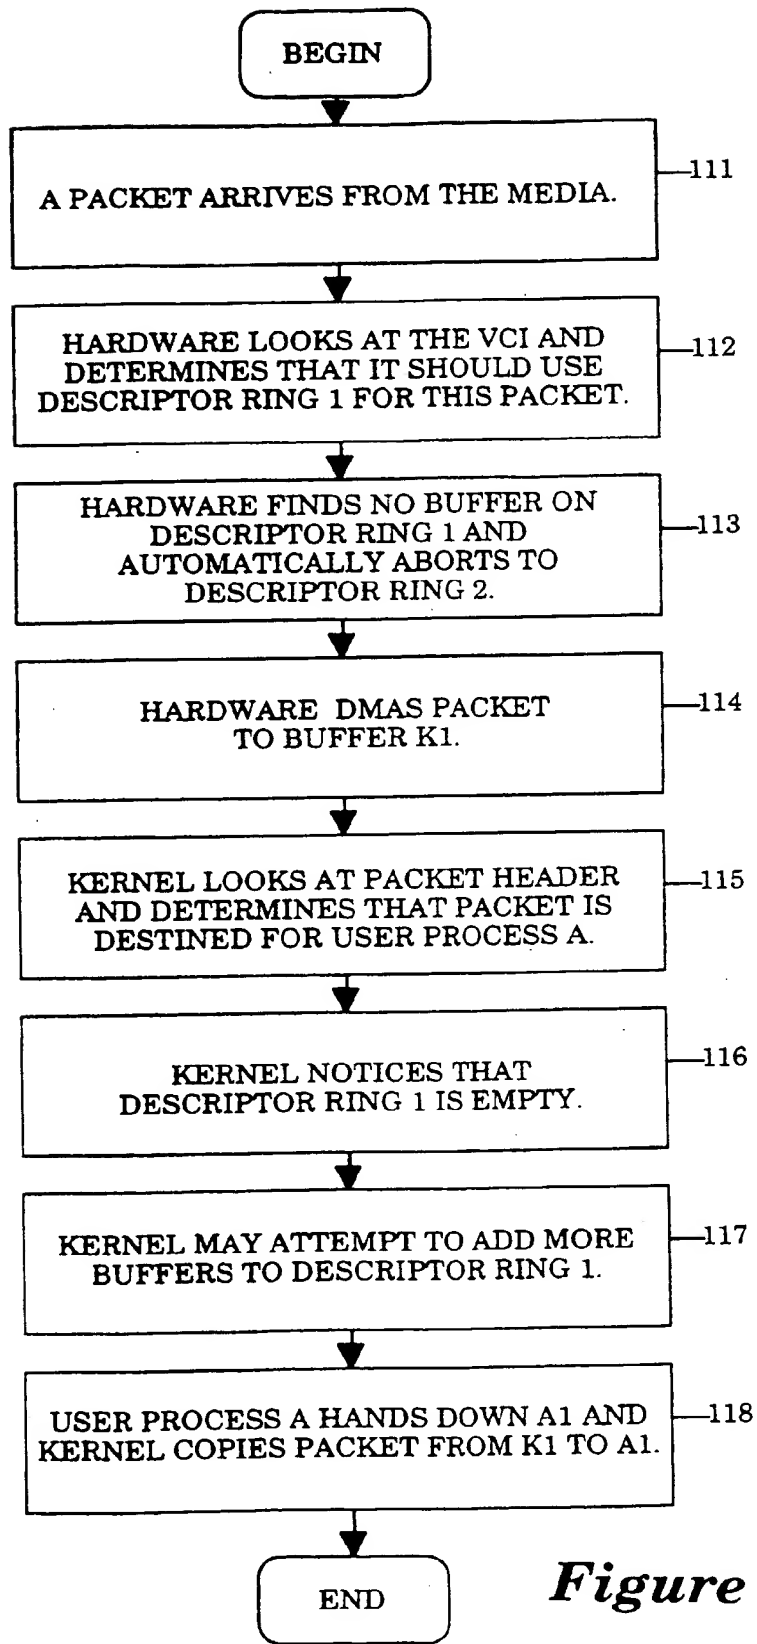 BEGIN
A PACKET ARRIVES FROM THE MEDIA.
111
HARDWARE LOOKS AT THE VCI AND
DETERMINES THAT IT SHOULD USE
DESCRIPTOR RING 1 FOR THIS PACKET.
112
HARDWARE FINDS NO BUFFER ON
DESCRIPTOR RING 1 AND
AUTOMATICALLY ABORTS TO
DESCRIPTOR RING 2.
113
HARDWARE DMAS PACKET
TO BUFFER K1.
114
KERNEL LOOKS AT PACKET HEADER
AND DETERMINES THAT PACKET IS
DESTINED FOR USER PROCESS A.
115
KERNEL NOTICES THAT
DESCRIPTOR RING 1 IS EMPTY.
116
KERNEL MAY ATTEMPT TO ADD MORE
BUFFERS TO DESCRIPTOR RING 1.
117
USER PROCESS A HANDS DOWN A1 AND
KERNEL COPIES PACKET FROM K1 TO A1.
118
END
Figure